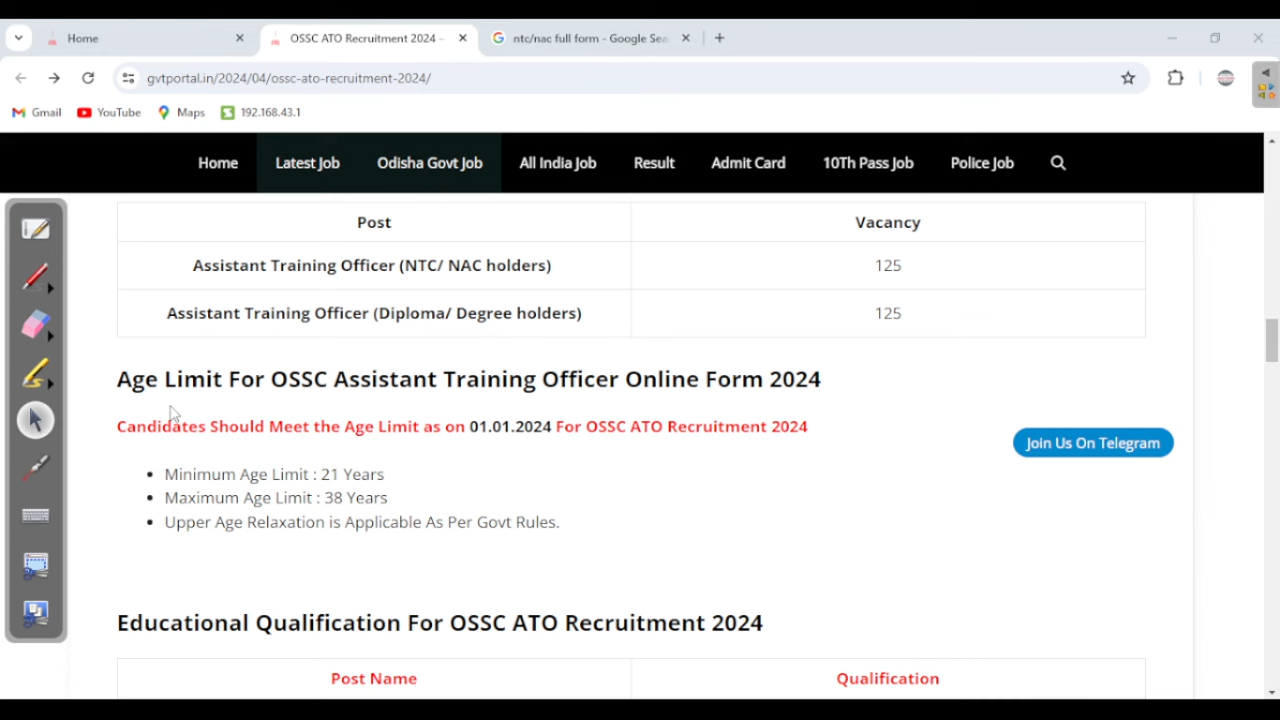 Home
OSSC ATO Recruitment 2024 –
ntc/nac full form - Google Sea
gvtportal.in/2024/04/ossc-ato-recruitment-2024/
Gmail YouTube Maps 192.168.43.1
Home Latest Job Odisha Govt Job All India Job Result Admit Card 10Th Pass Job Police Job
Post Vacancy
Assistant Training Officer (NTC/ NAC holders) 125
Assistant Training Officer (Diploma/ Degree holders) 125
Age Limit For OSSC Assistant Training Officer Online Form 2024
Candidates Should Meet the Age Limit as on 01.01.2024 For OSSC ATO Recruitment 2024
Join Us On Telegram
Minimum Age Limit : 21 Years
Maximum Age Limit : 38 Years
Upper Age Relaxation is Applicable As Per Govt Rules.
Educational Qualification For OSSC ATO Recruitment 2024
Post Name Qualification